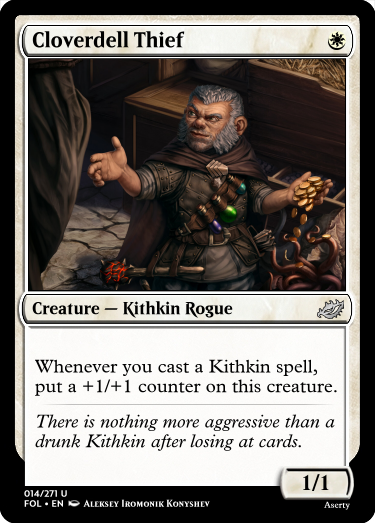 Cloverdell Thief
Creature — Kithkin Rogue
Whenever you cast a Kithkin spell,
put a +1/+1 counter on this creature.
There is nothing more aggressive than a
drunk Kithkin after losing at cards.
1/1
014/271 U
FOL • EN Aleksey Iromonik Konyshev
Aserty